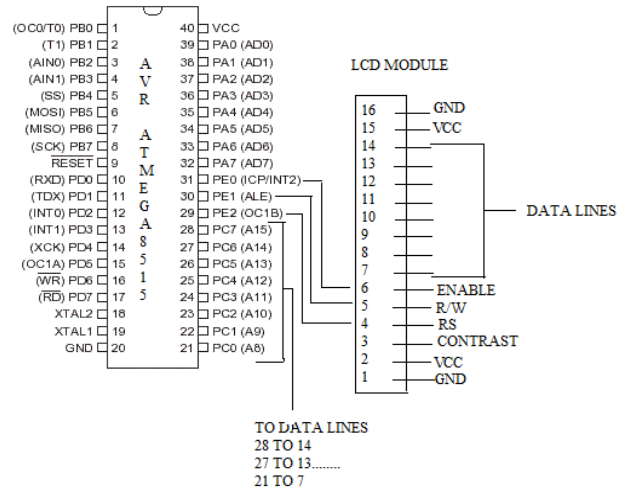 (OC0/T0) PB0 1 40 VCC
(T1) PB1 2 39 PA0 (AD0)
(AIN0) PB2 3 A 38 PA1 (AD1)
(AIN1) PB3 4 V 37 PA2 (AD2)
(SS) PB4 5 R 36 PA3 (AD3)
(MOSI) PB5 6 35 PA4 (AD4)
(MISO) PB6 7 A 34 PA5 (AD5)
(SCK) PB7 8 T 33 PA6 (AD6)
RESET 9 M 32 PA7 (AD7)
(RXD) PD0 10 E 31 PE0 (ICP/INT2)
(TDX) PD1 11 G 30 PE1 (ALE)
(INT0) PD2 12 A 29 PE2 (OC1B)
(INT1) PD3 13 8 28 PC7 (A15)
(XCK) PD4 14 5 27 PC6 (A14)
(OC1A) PD5 15 1 26 PC5 (A13)
(WR) PD6 16 5 25 PC4 (A12)
(RD) PD7 17 24 PC3 (A11)
XTAL2 18 23 PC2 (A10)
XTAL1 19 22 PC1 (A9)
GND 20 21 PC0 (A8)
LCD MODULE
16 GND
15 VCC
14
13
12
11
10
9
8
7
DATA LINES
6 ENABLE
5 R/W
4 RS
3 CONTRAST
2 VCC
1 GND
TO DATA LINES
28 TO 14
27 TO 13........
21 TO 7